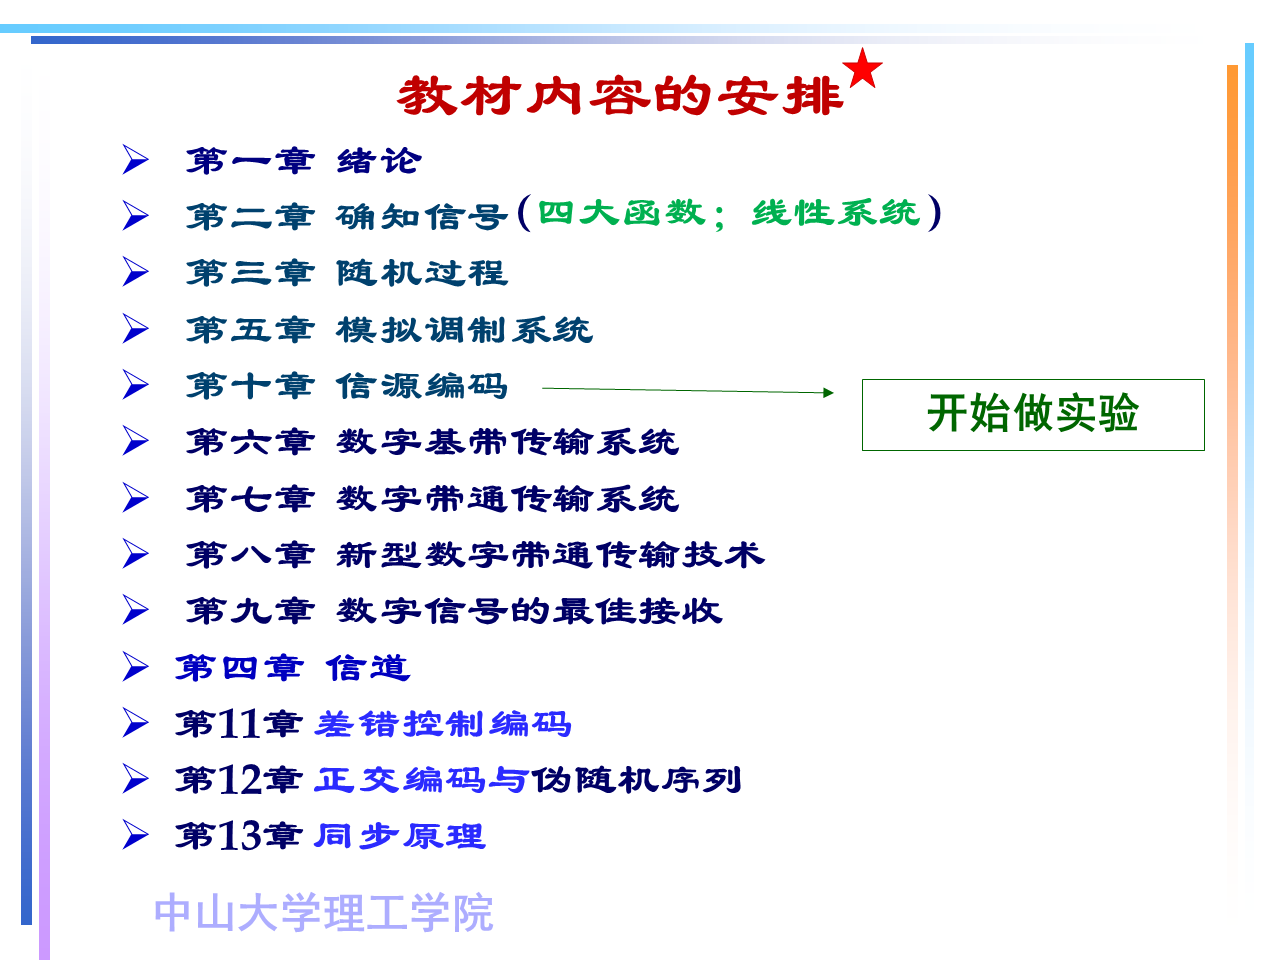 教材内容的安排
第一章 绪论
第二章 确知信号(四大函数；线性系统)
第三章 随机过程
第五章 模拟调制系统
第十章 信源编码
开始做实验
第六章 数字基带传输系统
第七章 数字带通传输系统
第八章 新型数字带通传输技术
第九章 数字信号的最佳接收
第四章 信道
第11章 差错控制编码
第12章 正交编码与伪随机序列
第13章 同步原理
中山大学理工学院